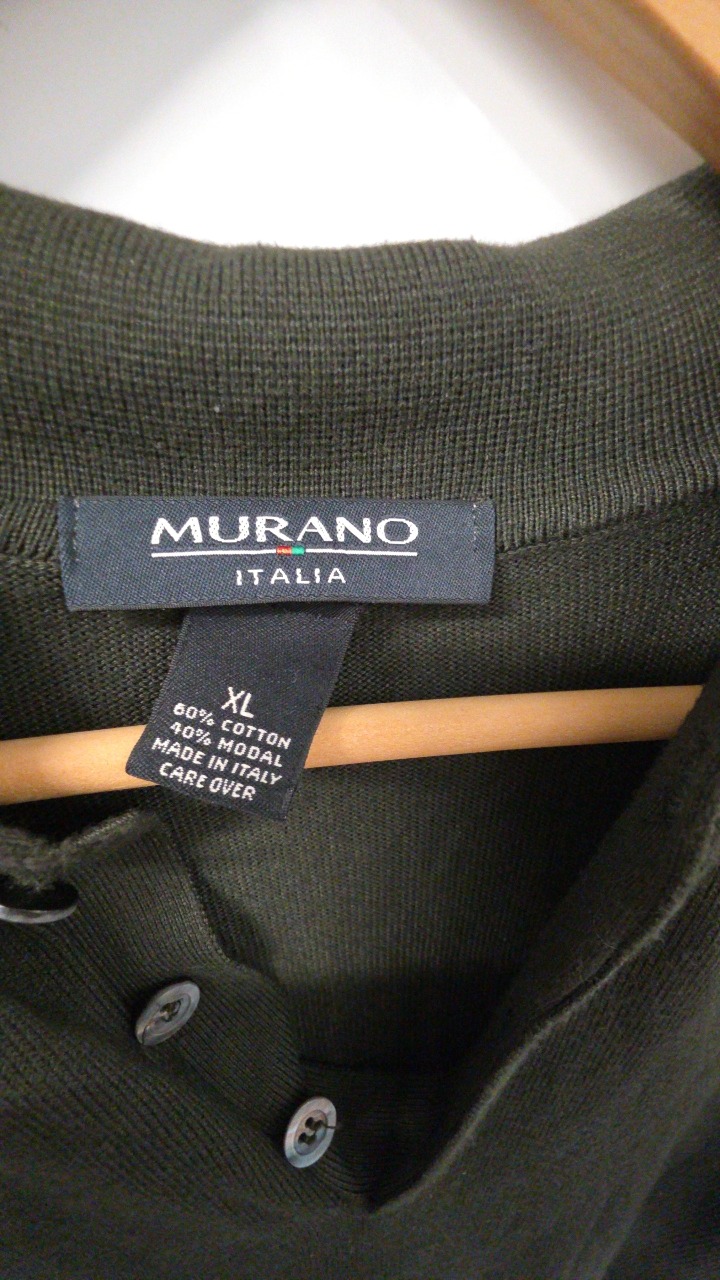 MURANO
ITALIA
XL
60% COTTON
40% MODAL
MADE IN ITALY
CARE OVER